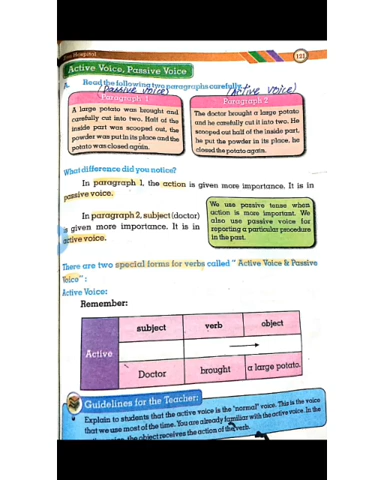 Hospital
131
Active Voice, Passive Voice
A. Read the following two paragraphs carefully.
(Passive Voice) (Active Voice)
Paragraph 1
A large potato was brought and
carefully cut into two. Half of the
inside part was scooped out, the
powder was put in its place and the
potato was closed again.
Paragraph 2
The doctor brought a large potato
and he carefully cut it into two. He
scooped out half of the inside part,
he put the powder in its place, he
closed the potato again.
What difference did you notice?
In paragraph 1, the action is given more importance. It is in
passive voice.
In paragraph 2, subject (doctor)
is given more importance. It is in
active voice.
We use passive tense when
action is more important. We
also use passive voice for
reporting a particular procedure
in the past.
There are two special forms for verbs called " Active Voice & Passive
Voice" :
Active Voice:
Remember:
subject verb object
Active
Doctor brought a large potato.
Guidelines for the Teacher:
Explain to students that the active voice is the "normal" voice. This is the voice
that we use most of the time. You are already familiar with the active voice. In the
the object receives the action of the verb.